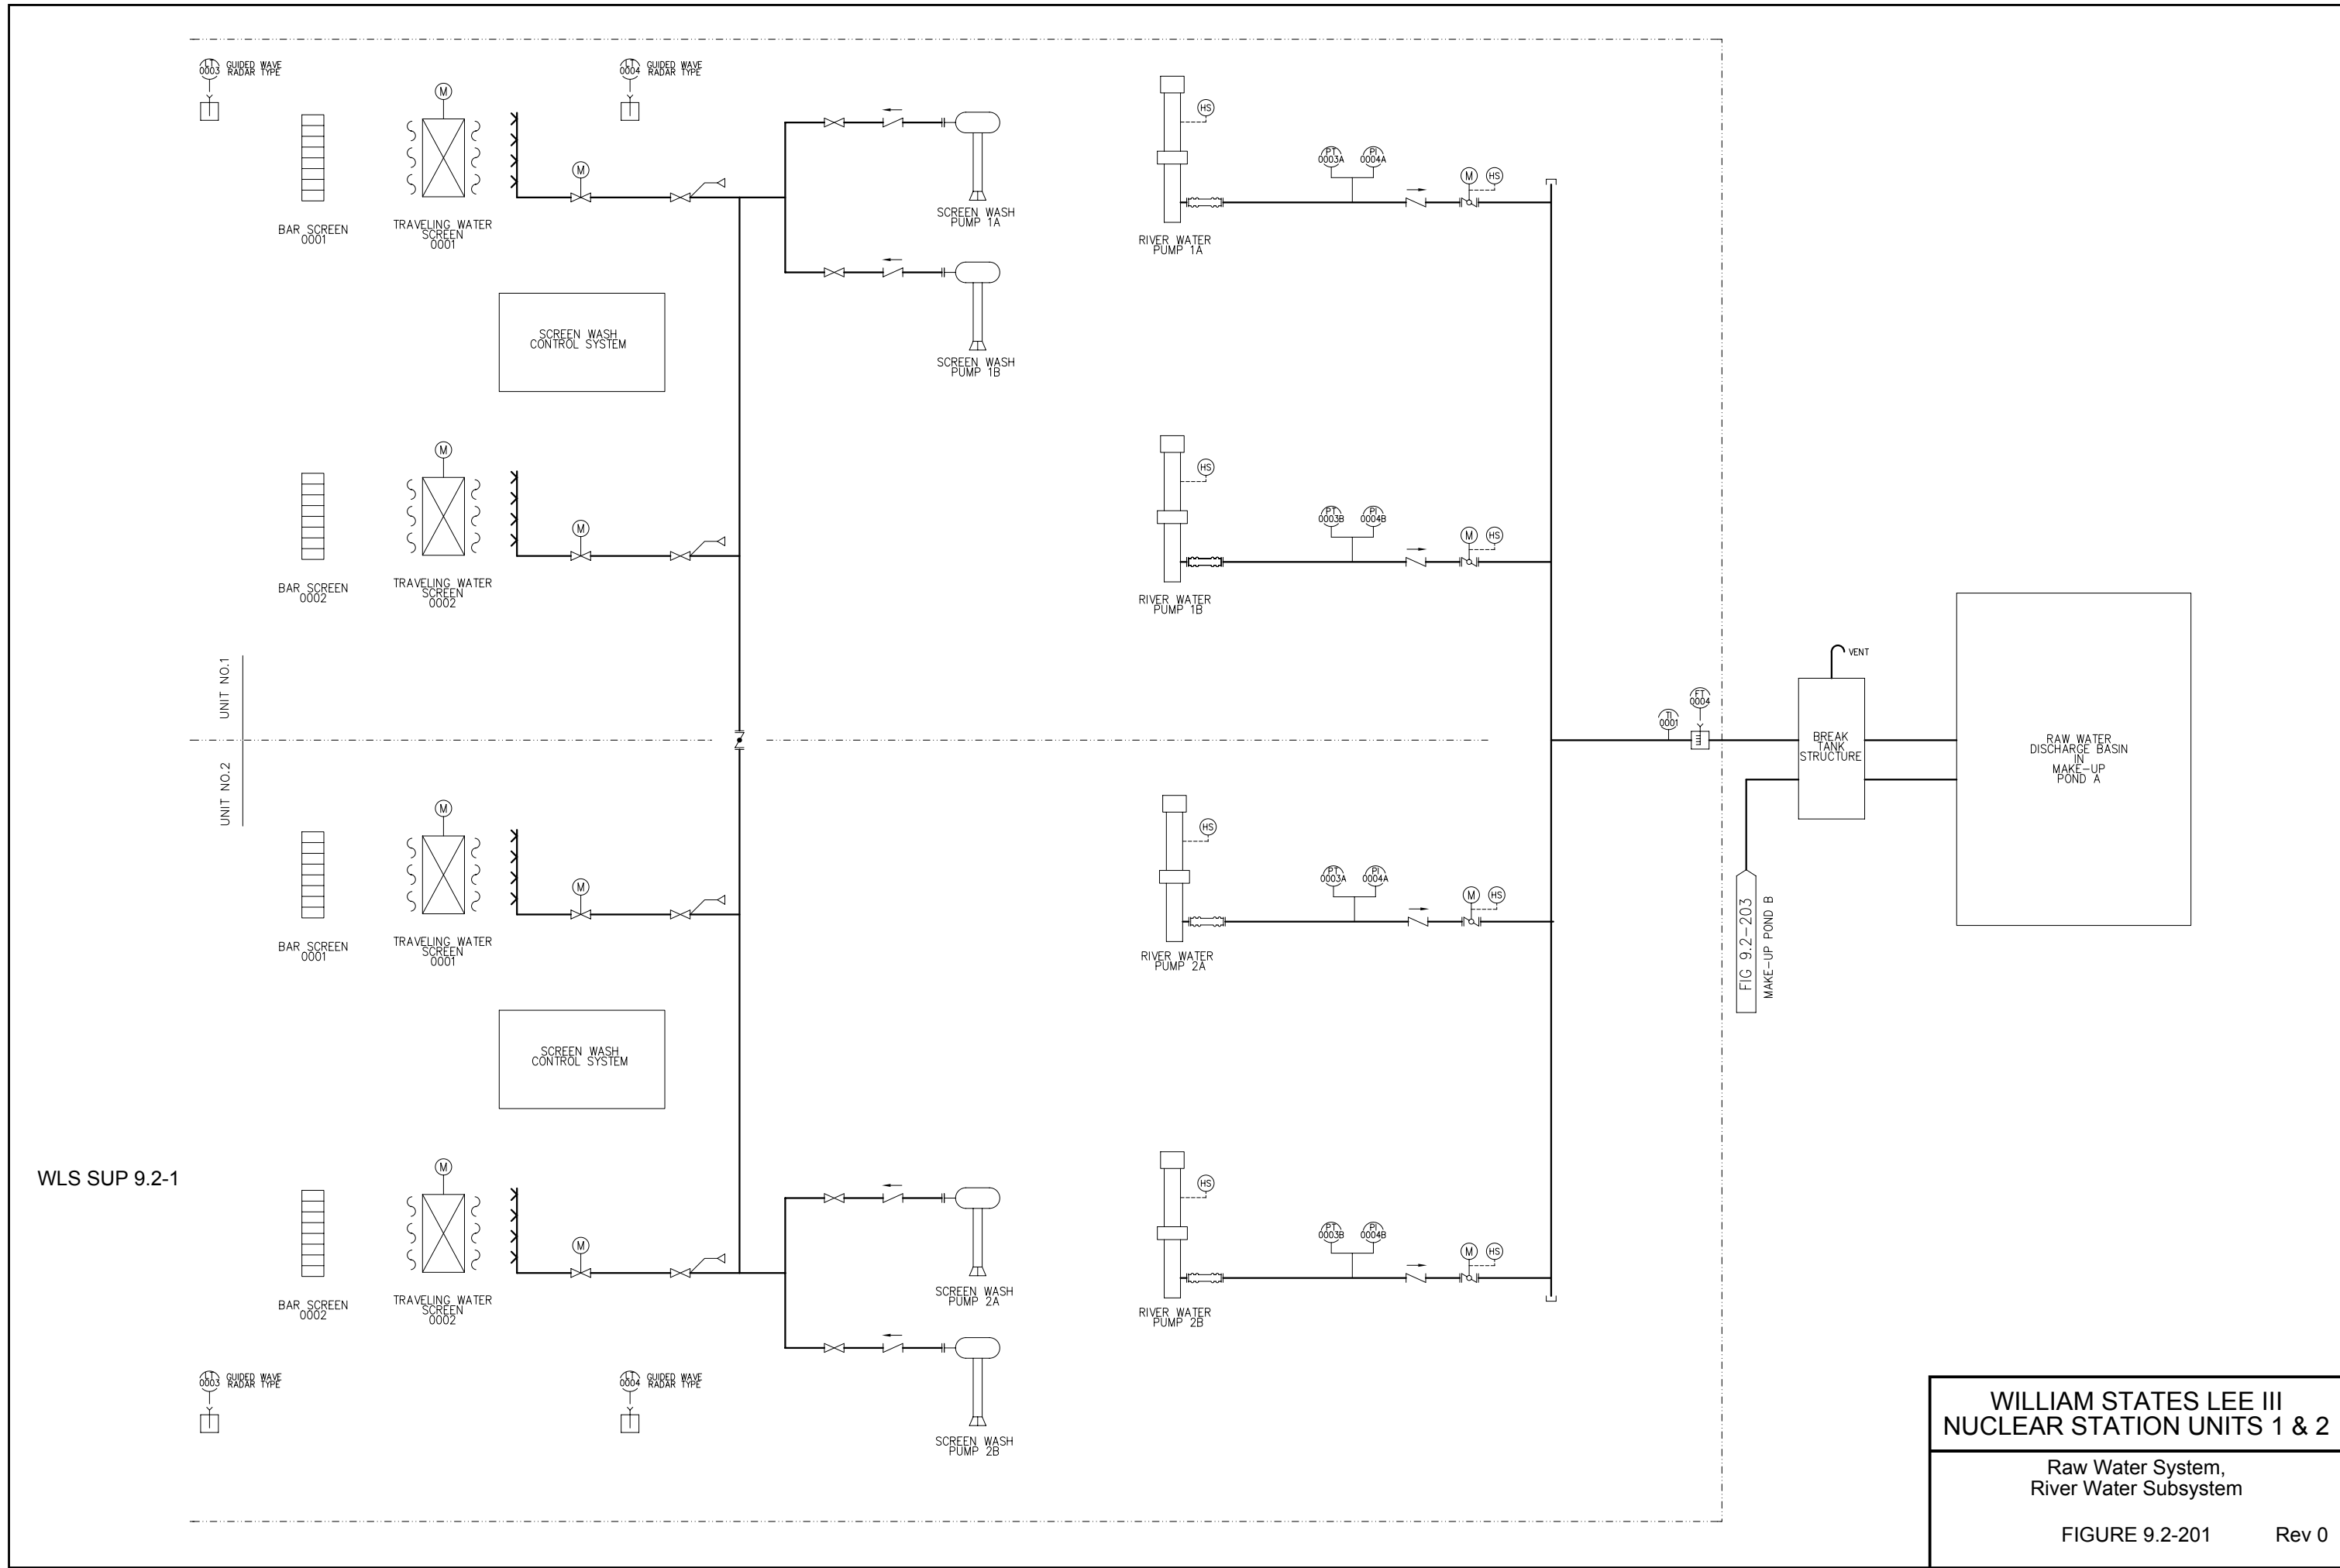 LT
0003
GUIDED WAVE
RADAR TYPE
LT
0004
GUIDED WAVE
RADAR TYPE
M
BAR SCREEN
0001
TRAVELING WATER
SCREEN
0001
M
SCREEN WASH
PUMP 1A
SCREEN WASH
PUMP 1B
SCREEN WASH
CONTROL SYSTEM
HS
RIVER WATER
PUMP 1A
PT
0003A
PI
0004A
M
HS
M
BAR SCREEN
0002
TRAVELING WATER
SCREEN
0002
M
HS
RIVER WATER
PUMP 1B
PT
0003B
PI
0004B
M
HS
UNIT NO.1
UNIT NO.2
TI
0001
FT
0004
VENT
BREAK
TANK
STRUCTURE
RAW WATER
DISCHARGE BASIN
IN
MAKE-UP
POND A
FIG 9.2-203
MAKE-UP POND B
M
BAR SCREEN
0001
TRAVELING WATER
SCREEN
0001
M
SCREEN WASH
CONTROL SYSTEM
HS
RIVER WATER
PUMP 2A
PT
0003A
PI
0004A
M
HS
WLS SUP 9.2-1
M
BAR SCREEN
0002
TRAVELING WATER
SCREEN
0002
M
SCREEN WASH
PUMP 2A
SCREEN WASH
PUMP 2B
HS
RIVER WATER
PUMP 2B
PT
0003B
PI
0004B
M
HS
LT
0003
GUIDED WAVE
RADAR TYPE
LT
0004
GUIDED WAVE
RADAR TYPE
WILLIAM STATES LEE III
NUCLEAR STATION UNITS 1 & 2
Raw Water System,
River Water Subsystem
FIGURE 9.2-201 Rev 0